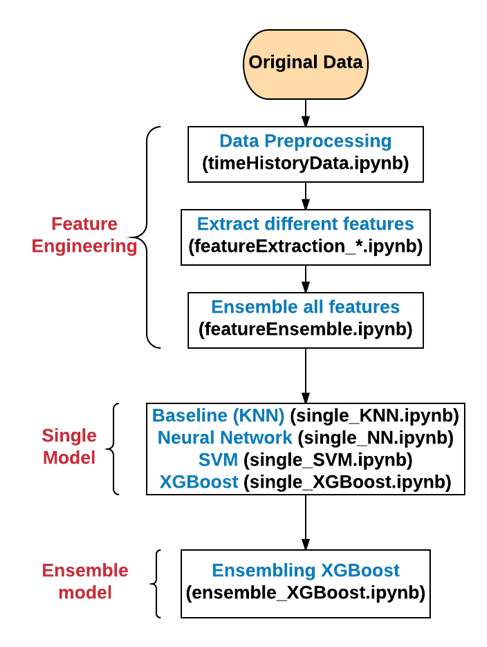 Original Data
Data Preprocessing
(timeHistoryData.ipynb)
Feature
Engineering
Extract different features
(featureExtraction_*.ipynb)
Ensemble all features
(featureEnsemble.ipynb)
Single
Model
Baseline (KNN) (single_KNN.ipynb)
Neural Network (single_NN.ipynb)
SVM (single_SVM.ipynb)
XGBoost (single_XGBoost.ipynb)
Ensemble
model
Ensembling XGBoost
(ensemble_XGBoost.ipynb)